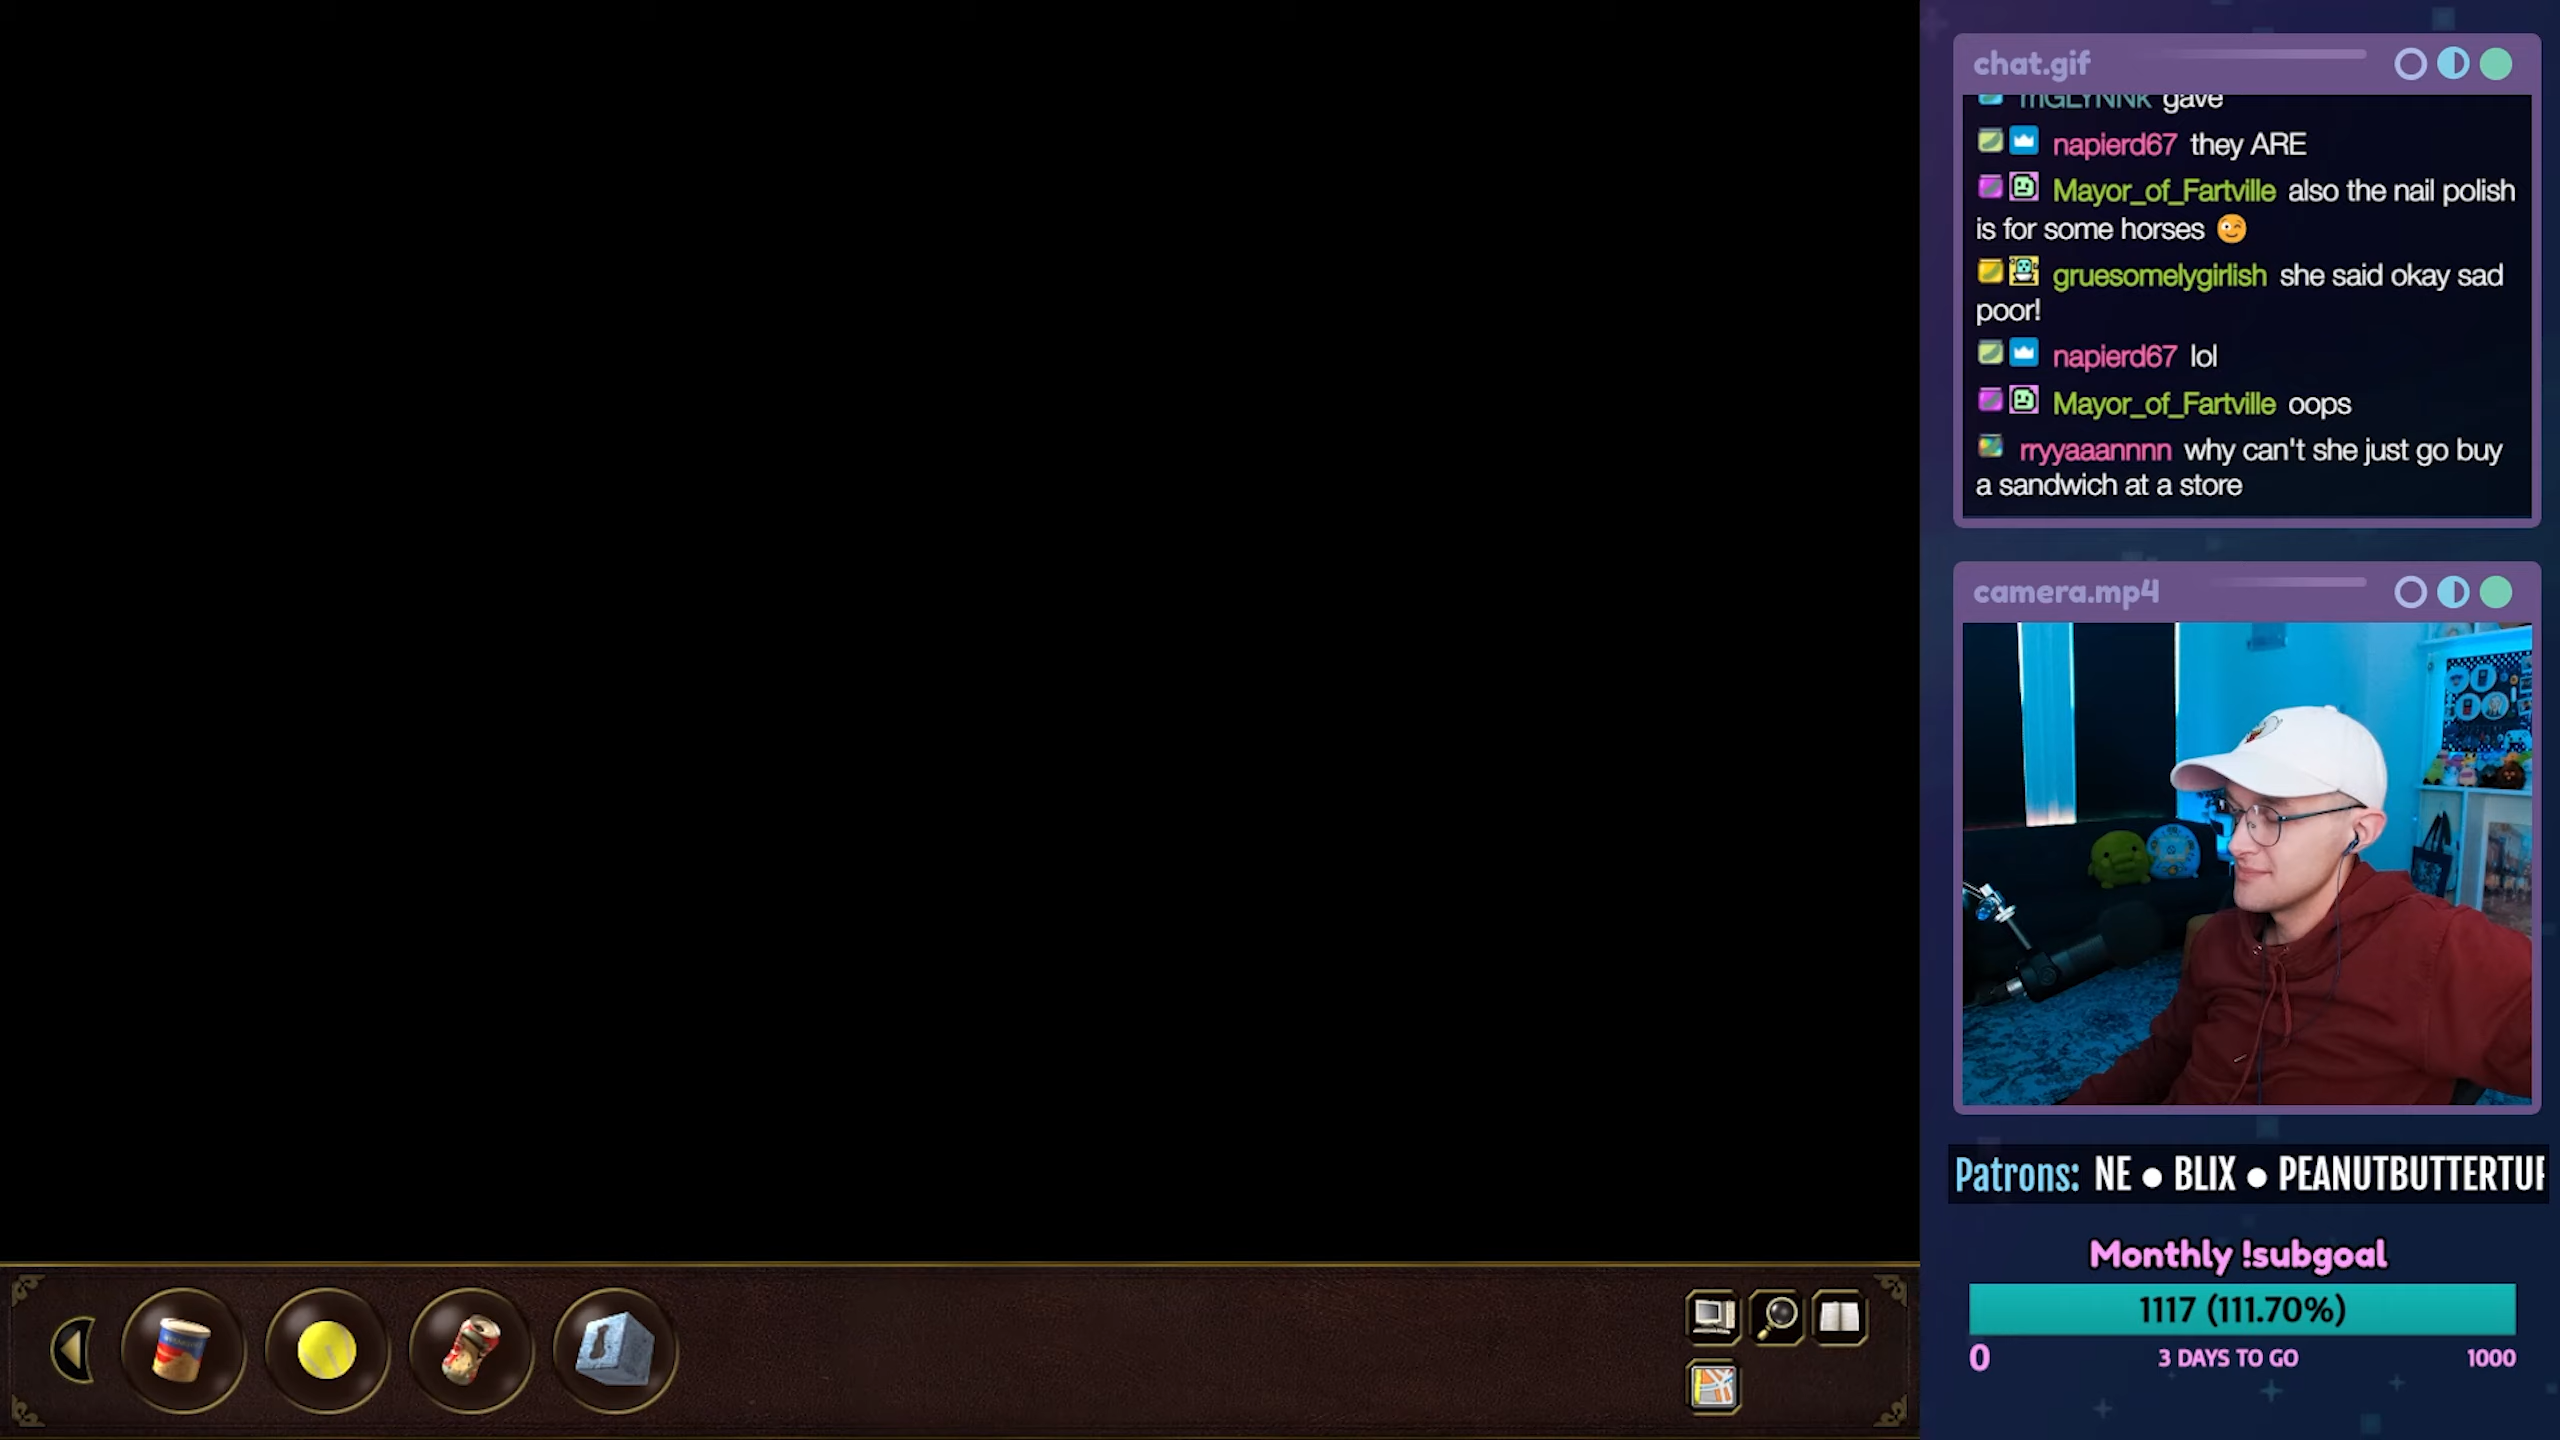 chat.gif
mGLYNNk gave
napierd67 they ARE
Mayor_of_Fartville also the nail polish
is for some horses 😉
gruesomelygirlish she said okay sad
poor!
napierd67 lol
Mayor_of_Fartville oops
rryyaaannnn why can't she just go buy
a sandwich at a store
camera.mp4
Patrons: NE ● BLIX ● PEANUTBUTTERTUF
Monthly !subgoal
1117 (111.70%)
0 3 DAYS TO GO 1000